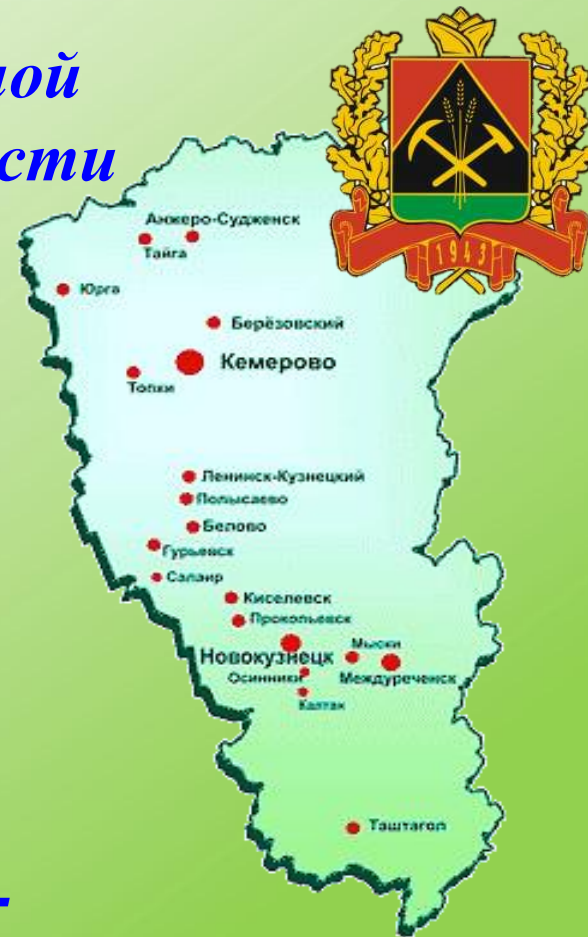 ной
сти
1943
Анжеро-Судженск
Тайга
Юрга
Берёзовский
Кемерово
Топки
Ленинск-Кузнецкий
Полысаево
Белово
Гурьевск
Салаир
Киселевск
Прокопьевск
Новокузнецк
Мыски
Осинники
Междуреченск
Калтан
Таштагол
-